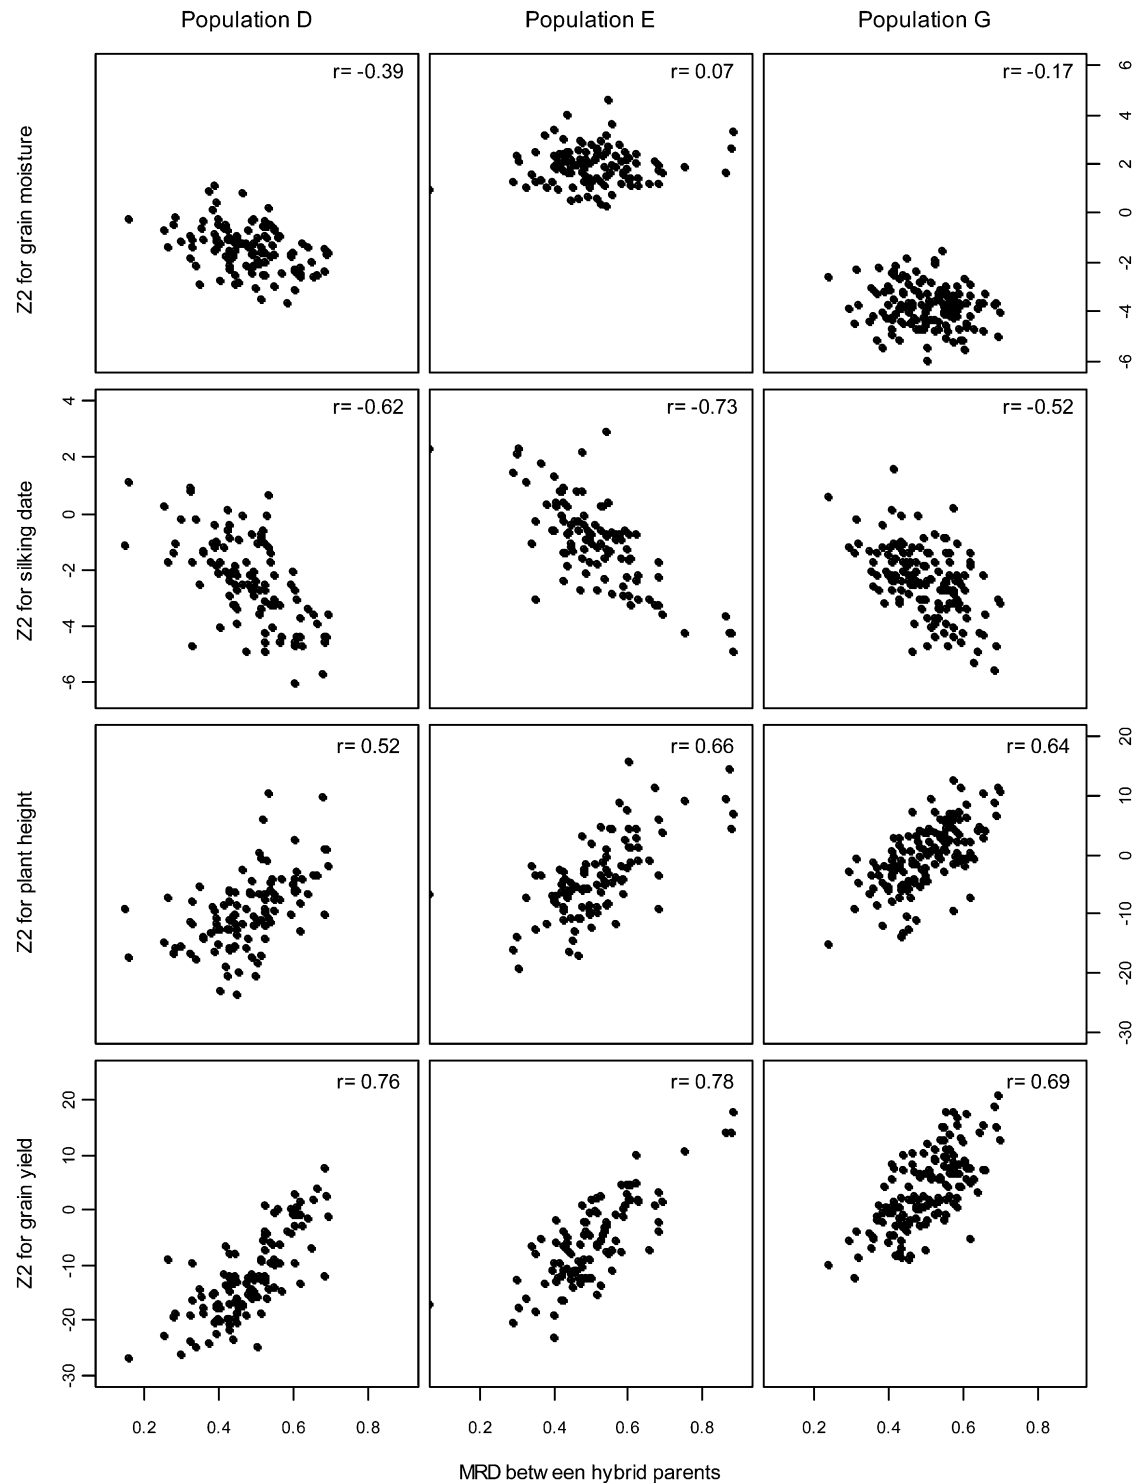 Population D Population E Population G
r= -0.39 r= 0.07 r= -0.17
Z2 for grain moisture
6
4
2
0
-2
-4
-6
r= -0.62 r= -0.73 r= -0.52
Z2 for silking date
4
2
0
-2
-4
-6
r= 0.52 r= 0.66 r= 0.64
Z2 for plant height
20
10
0
-10
-20
-30
r= 0.76 r= 0.78 r= 0.69
Z2 for grain yield
20
10
0
-10
-20
-30
0.2 0.4 0.6 0.8 0.2 0.4 0.6 0.8 0.2 0.4 0.6 0.8
MRD between hybrid parents